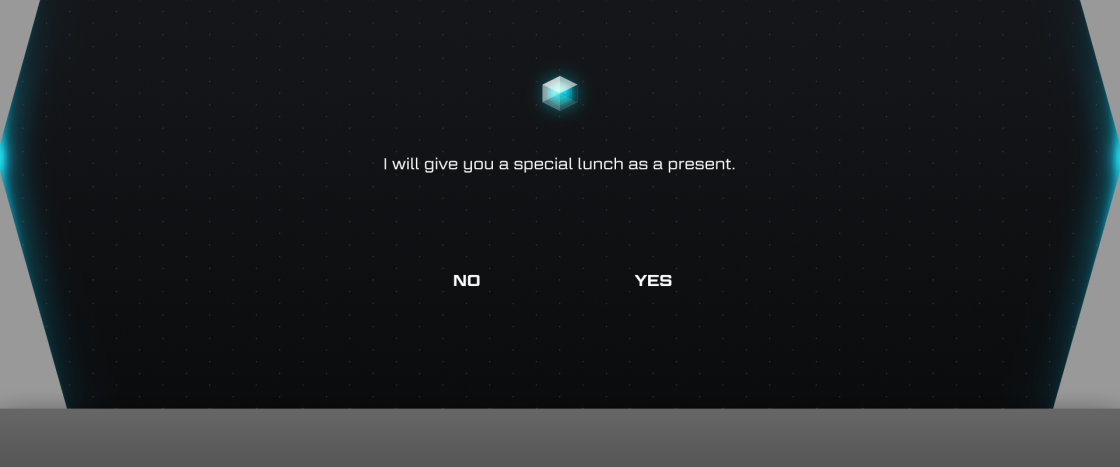 I will give you a special lunch as a present.
NO YES